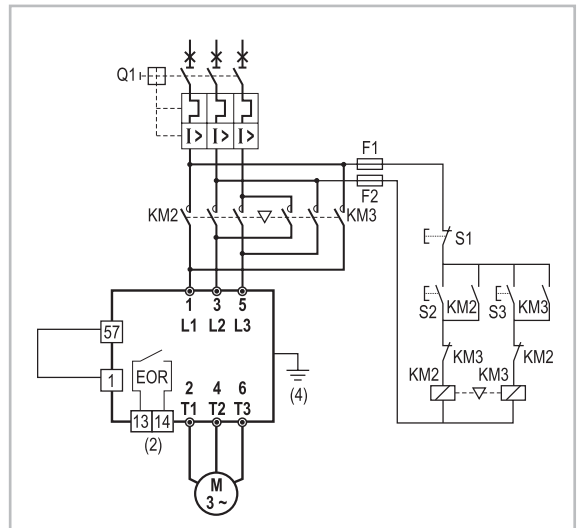 Q1
I> I> I>
F1
F2
KM2
KM3
S1
S2 KM2 S3 KM3
KM3 KM2
KM2 KM3
1 3 5
L1 L2 L3
57
1
EOR
(4)
2 4 6
13 14 T1 T2 T3
(2)
M
3 ~